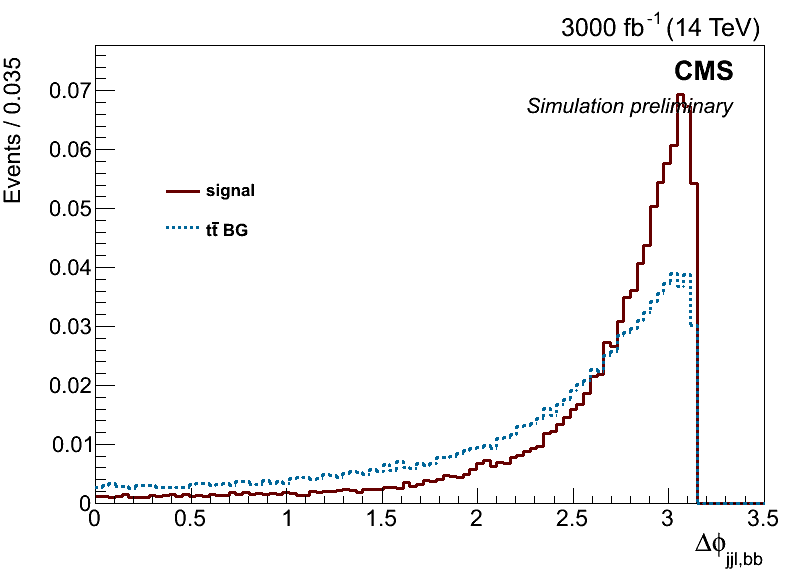 3000 fb⁻¹ (14 TeV)
CMS
Simulation preliminary
Events / 0.035
0.07
0.06
0.05
0.04
0.03
0.02
0.01
0
signal
tt̄ BG
0 0.5 1 1.5 2 2.5 3 3.5
Δϕjjl,bb